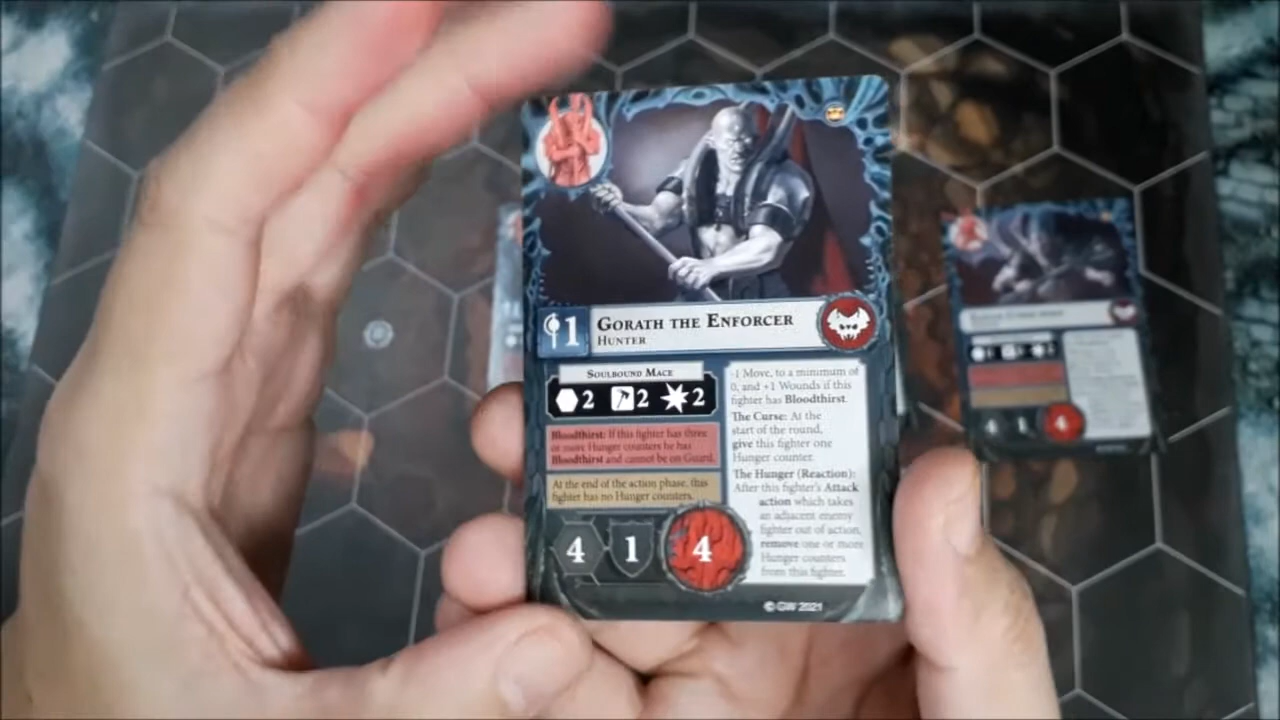 1
GORATH THE ENFORCER
HUNTER
SOULBOUND MACE
2 2 2
Bloodthirst: If this fighter has three
or more Hunger counters he has
Bloodthirst and cannot be on Guard.
At the end of the action phase, this
fighter has no Hunger counters.
4 1 4
-1 Move, to a minimum of
0, and +1 Wounds if this
fighter has Bloodthirst.
The Curse: At the
start of the round,
give this fighter one
Hunger counter.
The Hunger (Reaction):
After this fighter's Attack
action which takes
an adjacent enemy
fighter out of action,
remove one or more
Hunger counters
from this fighter.
© GW 2021
4